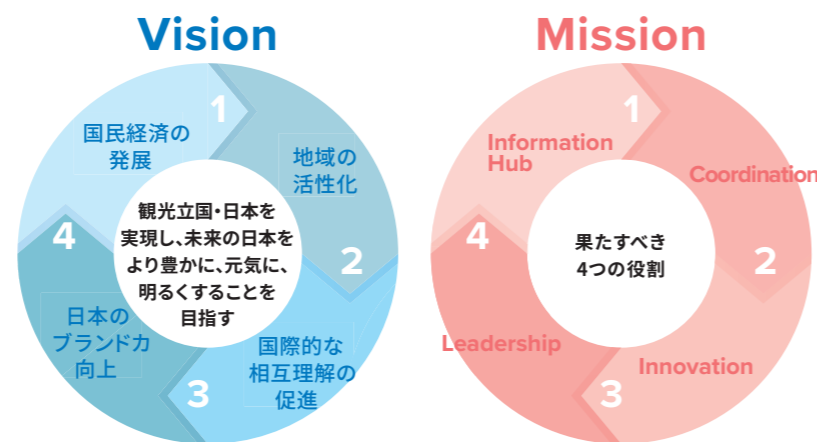 Vision
1
国民経済の
発展
地域の
活性化
2
国際的な
相互理解の
促進
3
日本の
ブランド力
向上
4
観光立国・日本を
実現し、未来の日本を
より豊かに、元気に、
明るくすることを
目指す
Mission
1
Information
Hub
Coordination
2
Innovation
3
Leadership
4
果たすべき
4つの役割